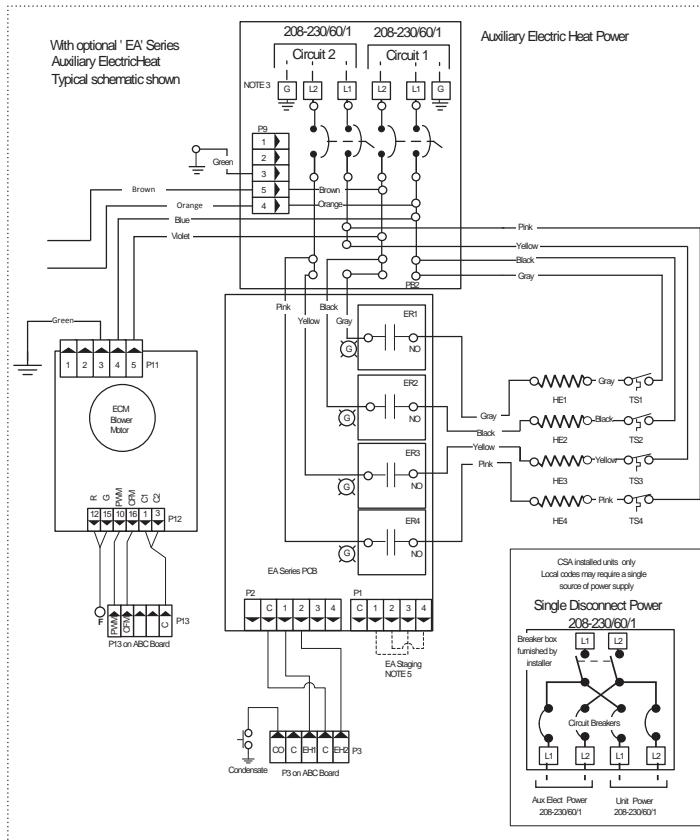 With optional ' EA' Series
Auxiliary ElectricHeat
Typical schematic shown
208-230/60/1 208-230/60/1
Circuit 2 Circuit 1
Auxiliary Electric Heat Power
NOTE 3
G L2 L1 L2 L1 G
P9
1
2
3
5
4
Green
Brown
Orange
Blue
Violet
Brown
Orange
PB2
Pink
Yellow
Black
Gray
Pink
Yellow
Black
Gray
Green
1 2 3 4 5 P11
ECM
Blower
Motor
R G PWM CFM C1 C2
12 15 10 16 1 3 P12
F
PWM CFM C P13
P13 on ABC Board
ER1
G
NO
ER2
G
NO
ER3
G
NO
ER4
G
NO
Gray
Black
Yellow
Pink
HE1 Gray TS1
HE2 Black TS2
HE3 Yellow TS3
HE4 Pink TS4
EA Series PCB
P2 P1
C 1 2 3 4 C 1 2 3 4
EA Staging
NOTE 5
Condensate
CO C EH1 C EH2 P3
P3 on ABC Board
CSA installed units only
Local codes may require a single
source of power supply
Single Disconnect Power
208-230/60/1
Breaker box
furnished by
installer
L1 L2
Circuit Breakers
L1 L2 L1 L2
Aux Elect Power
208-230/60/1
Unit Power
208-230/60/1